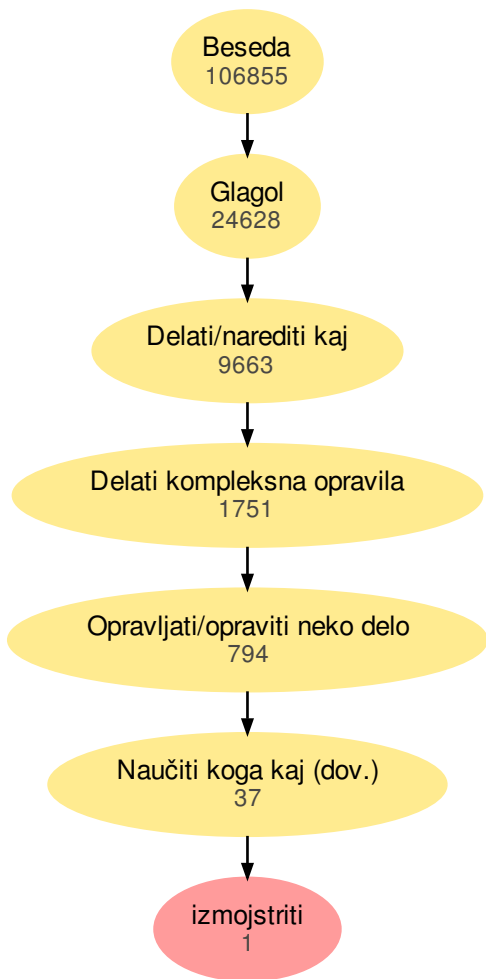 Beseda
106855
Glagol
24628
Delati/narediti kaj
9663
Delati kompleksna opravila
1751
Opravljati/opraviti neko delo
794
Naučiti koga kaj (dov.)
37
izmojstriti
1